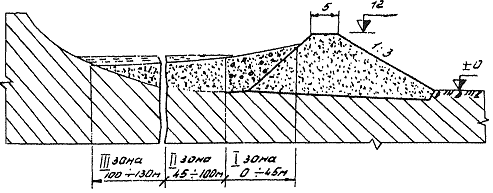 5
12
1:3
±0
III зона
100÷130м
II зона
45÷100м
I зона
0÷45м